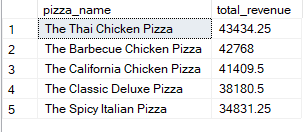 pizza_name total_revenue
1 The Thai Chicken Pizza 43434.25
2 The Barbecue Chicken Pizza 42768
3 The California Chicken Pizza 41409.5
4 The Classic Deluxe Pizza 38180.5
5 The Spicy Italian Pizza 34831.25